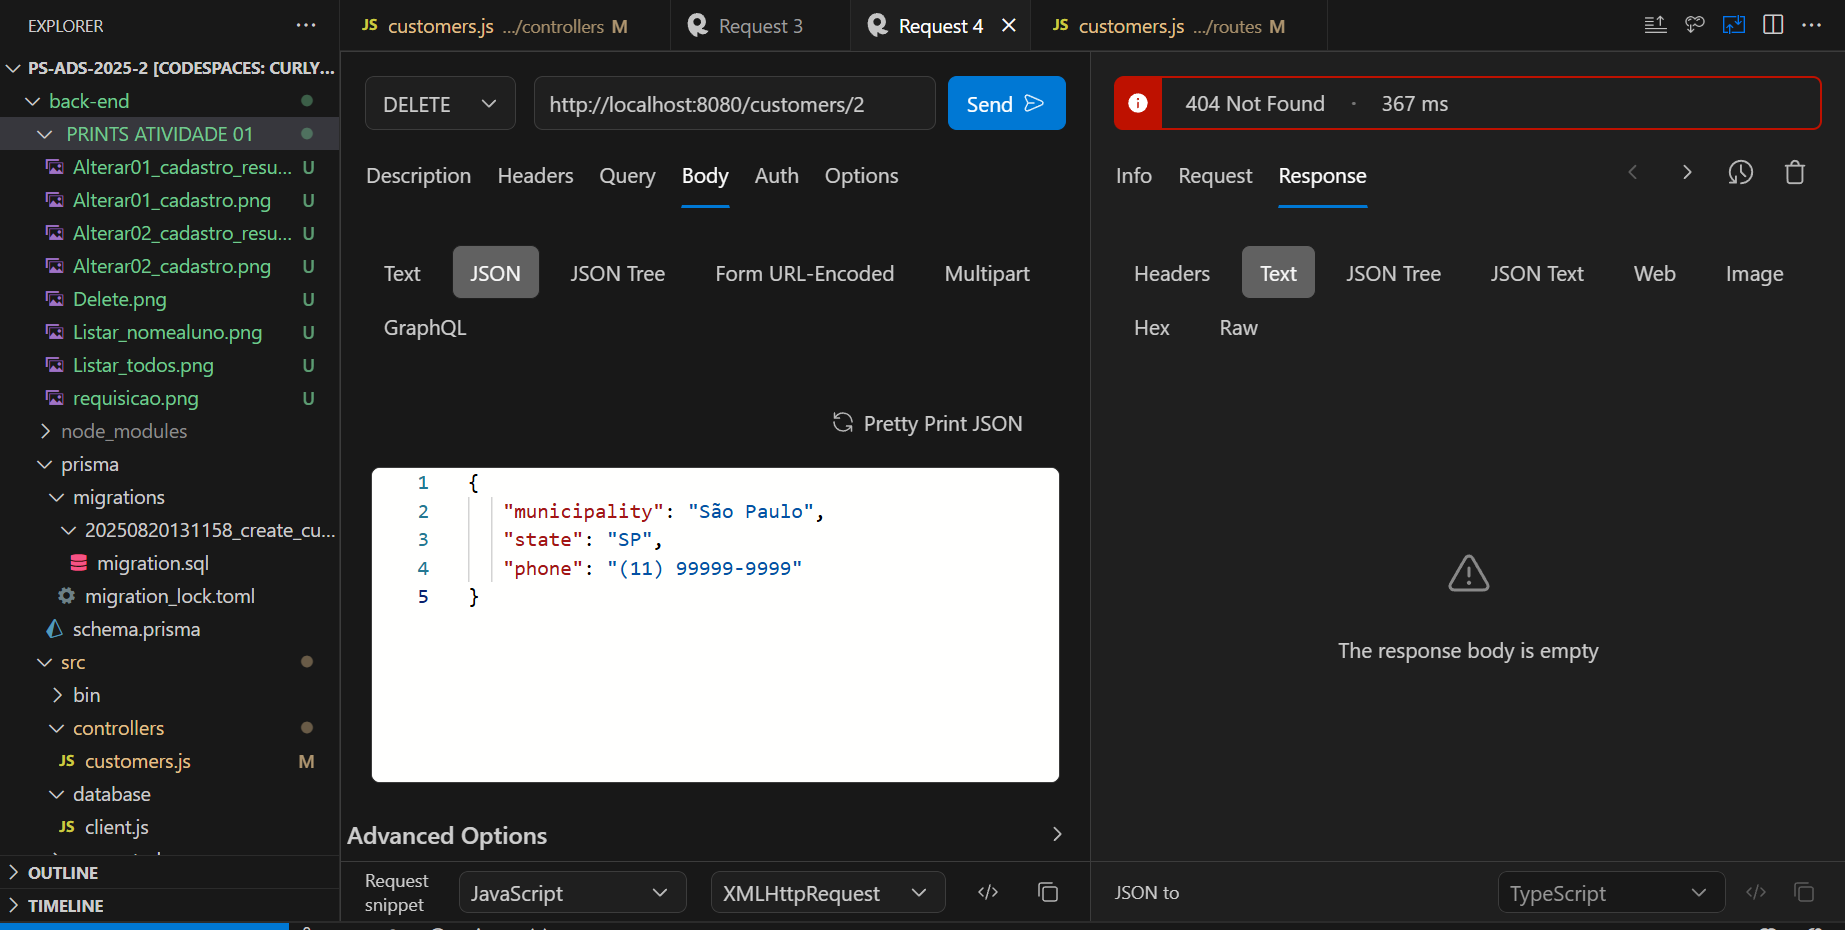 EXPLORER
PS-ADS-2025-2 [CODESPACES: CURLY...
back-end
PRINTS ATIVIDADE 01
Alterar01_cadastro_resu... U
Alterar01_cadastro.png U
Alterar02_cadastro_resu... U
Alterar02_cadastro.png U
Delete.png U
Listar_nomealuno.png U
Listar_todos.png U
requisicao.png U
node_modules
prisma
migrations
20250820131158_create_cu...
migration.sql
migration_lock.toml
schema.prisma
src
bin
controllers
JS customers.js M
database
JS client.js
OUTLINE
TIMELINE
JS customers.js .../controllers M
Request 3
Request 4
JS customers.js .../routes M
DELETE
http://localhost:8080/customers/2
Send
Description Headers Query Body Auth Options
Text JSON JSON Tree Form URL-Encoded Multipart
GraphQL
Pretty Print JSON
1 {
2 "municipality": "São Paulo",
3 "state": "SP",
4 "phone": "(11) 99999-9999"
5 }
Advanced Options
Request snippet
JavaScript
XMLHttpRequest
404 Not Found · 367 ms
Info Request Response
Headers Text JSON Tree JSON Text Web Image
Hex Raw
The response body is empty
JSON to
TypeScript